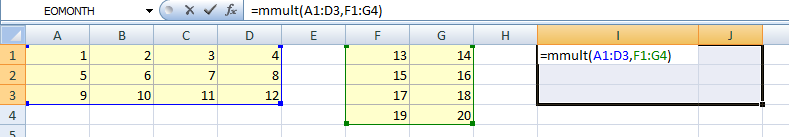 EOMONTH fx =mmult(A1:D3,F1:G4)
A B C D E F G H I J
1 1 2 3 4 13 14 =mmult(A1:D3,F1:G4)
2 5 6 7 8 15 16
3 9 10 11 12 17 18
4 19 20
5